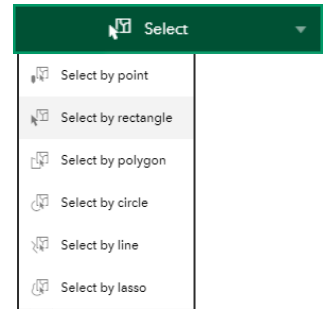 Select
Select by point
Select by rectangle
Select by polygon
Select by circle
Select by line
Select by lasso